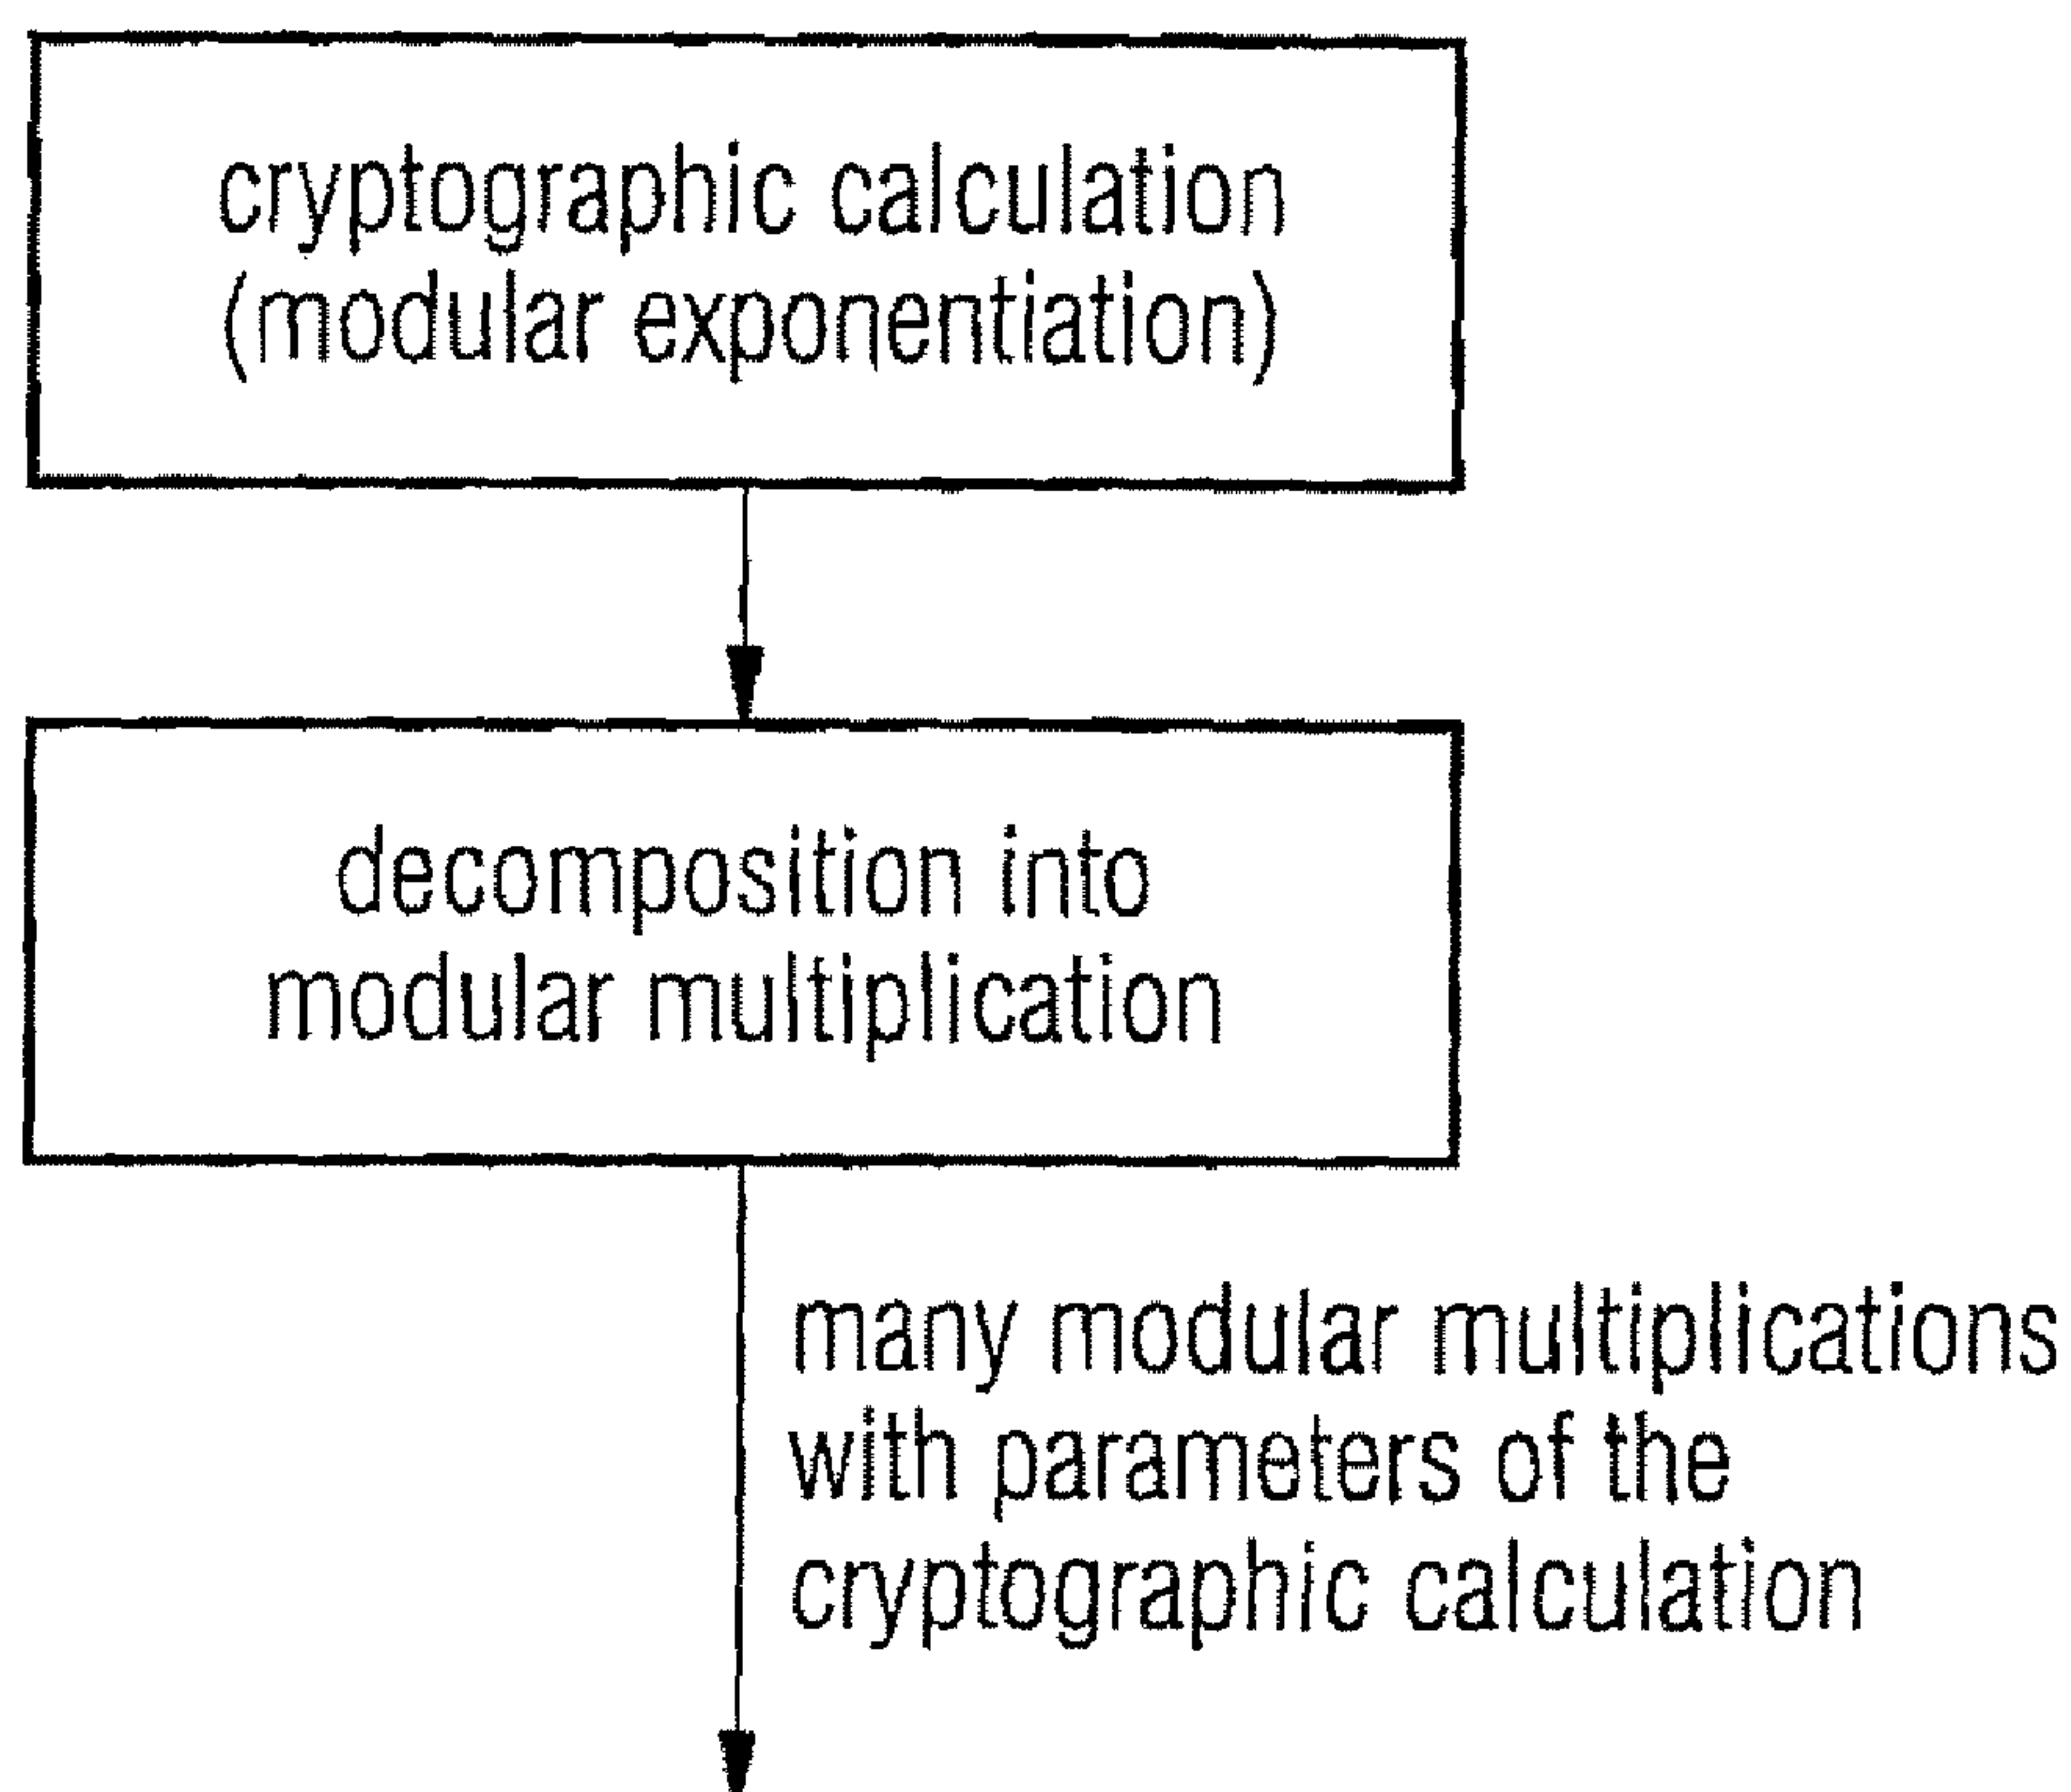 cryptographic calculation
(modular exponentiation)
decomposition into
modular multiplication
many modular multiplications
with parameters of the
cryptographic calculation